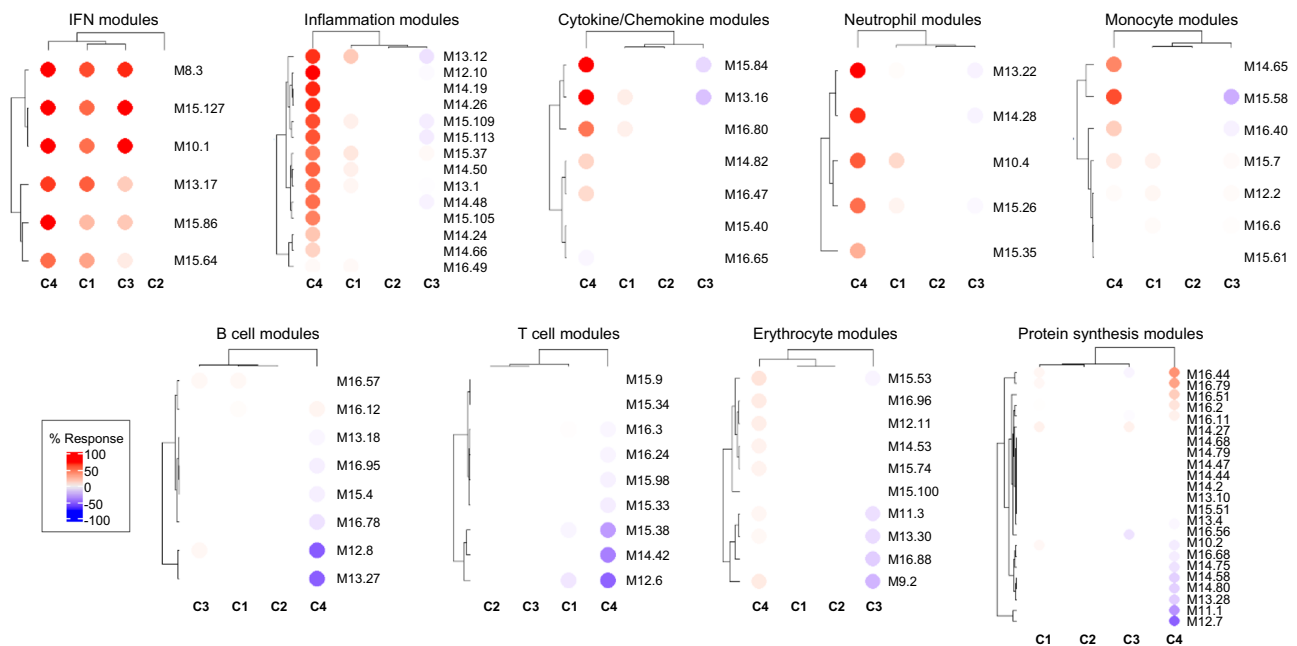 IFN modules
M8.3
M15.127
M10.1
M13.17
M15.86
M15.64
C4 C1 C3 C2
Inflammation modules
M13.12
M12.10
M14.19
M14.26
M15.109
M15.113
M15.37
M14.50
M13.1
M14.48
M15.105
M14.24
M14.66
M16.49
C4 C1 C2 C3
Cytokine/Chemokine modules
M15.84
M13.16
M16.80
M14.82
M16.47
M15.40
M16.65
C4 C1 C2 C3
Neutrophil modules
M13.22
M14.28
M10.4
M15.26
M15.35
C4 C1 C2 C3
Monocyte modules
M14.65
M15.58
M16.40
M15.7
M12.2
M16.6
M15.61
C4 C1 C2 C3
% Response
100
50
0
-50
-100
B cell modules
M16.57
M16.12
M13.18
M16.95
M15.4
M16.78
M12.8
M13.27
C3 C1 C2 C4
T cell modules
M15.9
M15.34
M16.3
M16.24
M15.98
M15.33
M15.38
M14.42
M12.6
C2 C3 C1 C4
Erythrocyte modules
M15.53
M16.96
M12.11
M14.53
M15.74
M15.100
M11.3
M13.30
M16.88
M9.2
C4 C1 C2 C3
Protein synthesis modules
M16.44
M16.79
M16.51
M16.2
M16.11
M14.27
M14.68
M14.79
M14.47
M14.44
M14.2
M13.10
M15.51
M13.4
M16.56
M10.2
M16.68
M14.75
M14.58
M14.80
M13.28
M11.1
M12.7
C1 C2 C3 C4